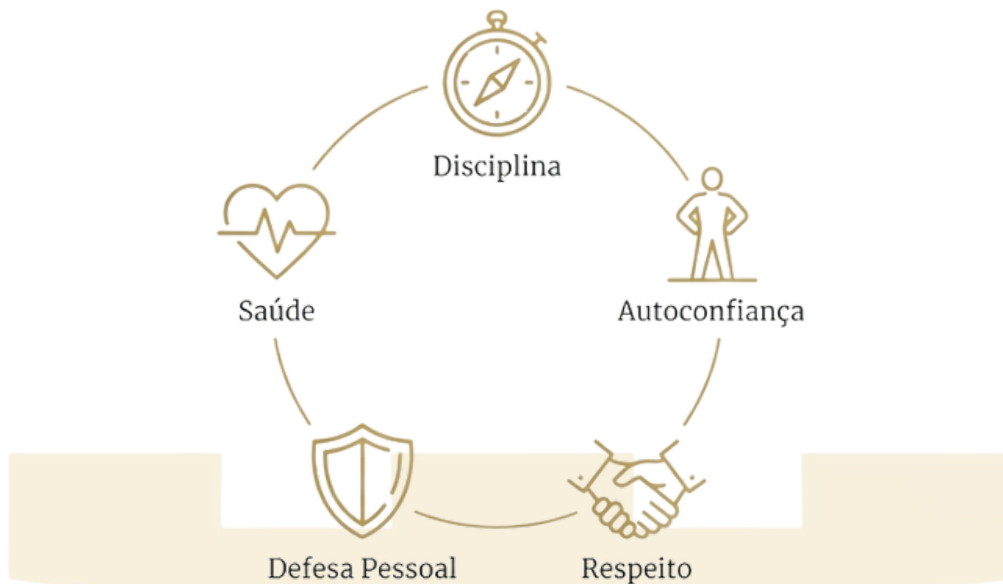 Disciplina
Saúde
Autoconfiança
Defesa Pessoal
Respeito